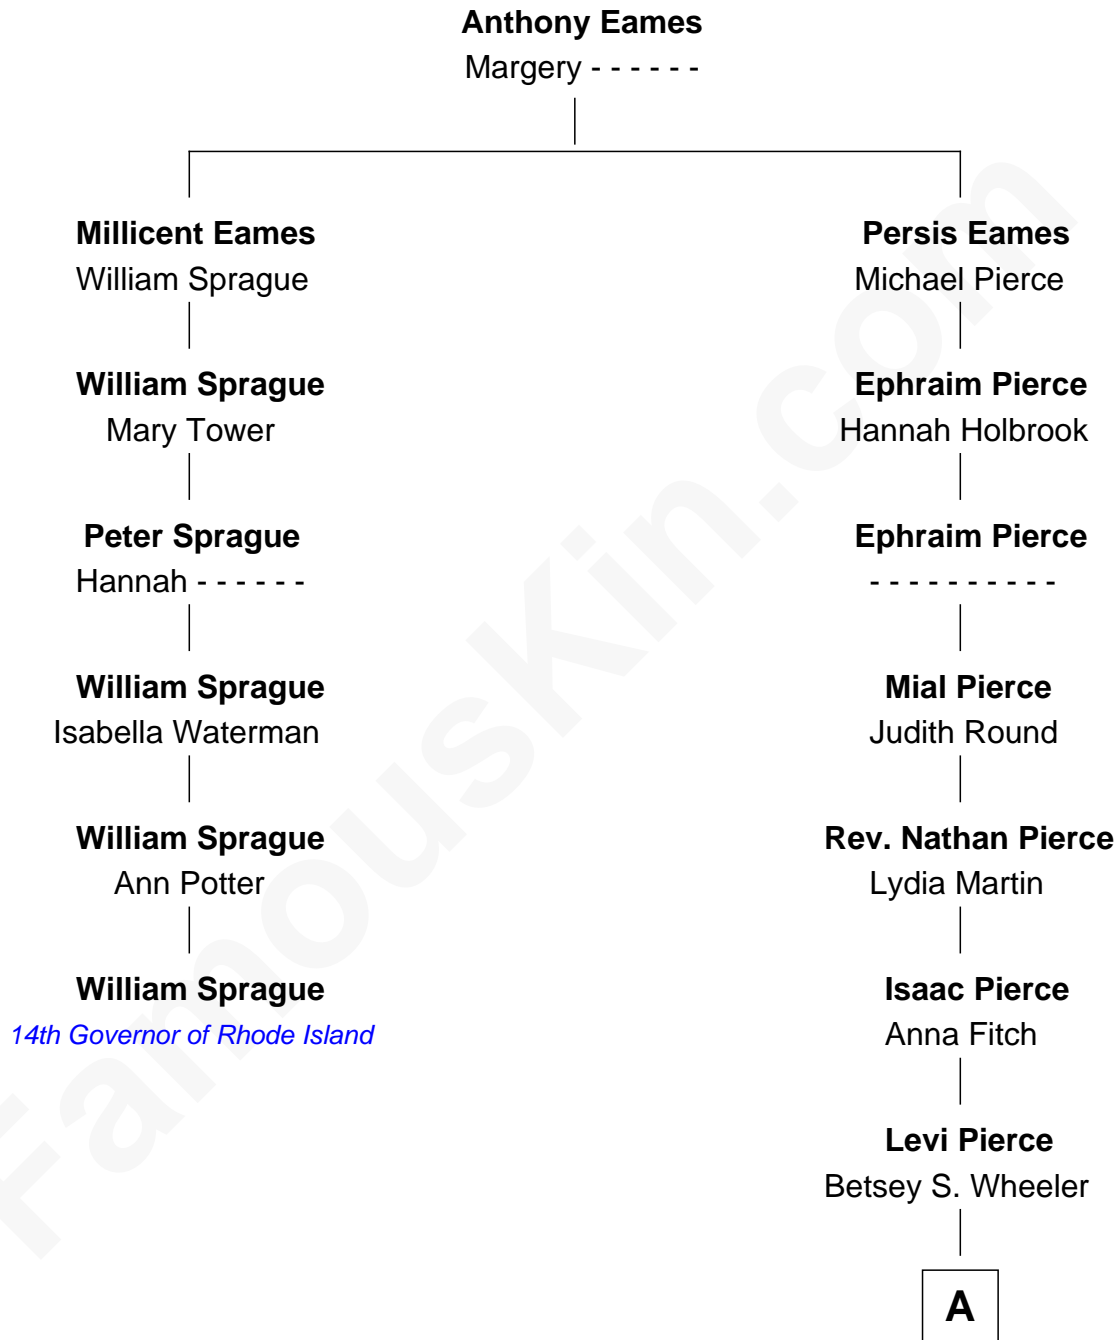 Anthony Eames
Margery - - - - - -
Millicent Eames
William Sprague
Persis Eames
Michael Pierce
William Sprague
Mary Tower
Ephraim Pierce
Hannah Holbrook
Peter Sprague
Hannah - - - - - -
Ephraim Pierce
- - - - - - - - - -
William Sprague
Isabella Waterman
Mial Pierce
Judith Round
William Sprague
Ann Potter
Rev. Nathan Pierce
Lydia Martin
William Sprague
14th Governor of Rhode Island
Isaac Pierce
Anna Fitch
Levi Pierce
Betsey S. Wheeler
A
FamousKin.com